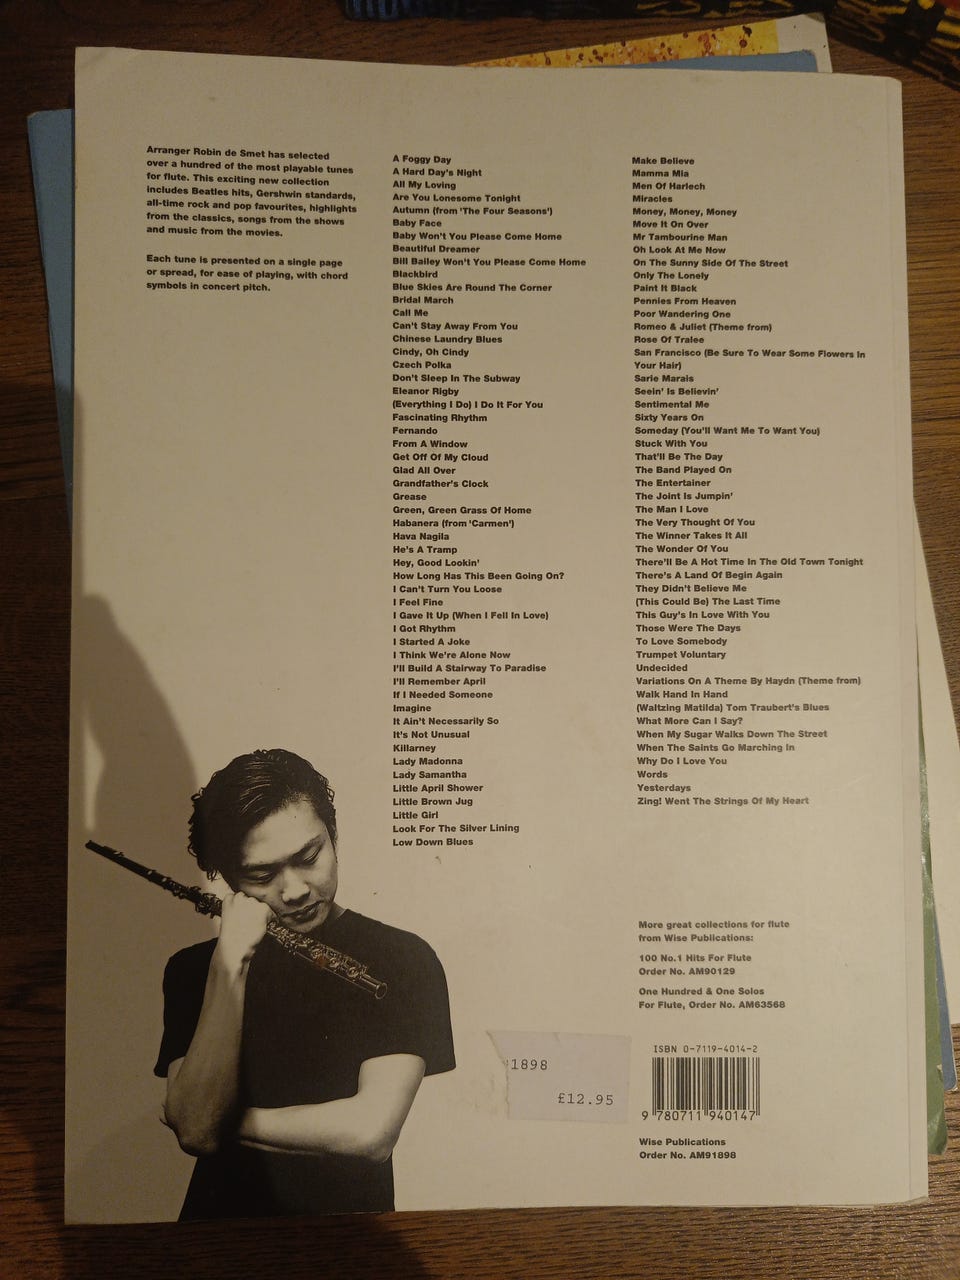 Arranger Robin de Smet has selected
over a hundred of the most playable tunes
for flute. This exciting new collection
includes Beatles hits, Gershwin standards,
all-time rock and pop favourites, highlights
from the classics, songs from the shows
and music from the movies.
Each tune is presented on a single page
or spread, for ease of playing, with chord
symbols in concert pitch.
A Foggy Day
A Hard Day's Night
All My Loving
Are You Lonesome Tonight
Autumn (from 'The Four Seasons')
Baby Face
Baby Won't You Please Come Home
Beautiful Dreamer
Bill Bailey Won't You Please Come Home
Blackbird
Blue Skies Are Round The Corner
Bridal March
Call Me
Can't Stay Away From You
Chinese Laundry Blues
Cindy, Oh Cindy
Czech Polka
Don't Sleep In The Subway
Eleanor Rigby
(Everything I Do) I Do It For You
Fascinating Rhythm
Fernando
From A Window
Get Off Of My Cloud
Glad All Over
Grandfather's Clock
Grease
Green, Green Grass Of Home
Habanera (from 'Carmen')
Hava Nagila
He's A Tramp
Hey, Good Lookin'
How Long Has This Been Going On?
I Can't Turn You Loose
I Feel Fine
I Gave It Up (When I Fell In Love)
I Got Rhythm
I Started A Joke
I Think We're Alone Now
I'll Build A Stairway To Paradise
I'll Remember April
If I Needed Someone
Imagine
It Ain't Necessarily So
It's Not Unusual
Killarney
Lady Madonna
Lady Samantha
Little April Shower
Little Brown Jug
Little Girl
Look For The Silver Lining
Low Down Blues
Make Believe
Mamma Mia
Men Of Harlech
Miracles
Money, Money, Money
Move It On Over
Mr Tambourine Man
Oh Look At Me Now
On The Sunny Side Of The Street
Only The Lonely
Paint It Black
Pennies From Heaven
Poor Wandering One
Romeo & Juliet (Theme from)
Rose Of Tralee
San Francisco (Be Sure To Wear Some Flowers In
Your Hair)
Sarie Marais
Seein' Is Believin'
Sentimental Me
Sixty Years On
Someday (You'll Want Me To Want You)
Stuck With You
That'll Be The Day
The Band Played On
The Entertainer
The Joint Is Jumpin'
The Man I Love
The Very Thought Of You
The Winner Takes It All
The Wonder Of You
There'll Be A Hot Time In The Old Town Tonight
There's A Land Of Begin Again
They Didn't Believe Me
(This Could Be) The Last Time
This Guy's In Love With You
Those Were The Days
To Love Somebody
Trumpet Voluntary
Undecided
Variations On A Theme By Haydn (Theme from)
Walk Hand In Hand
(Waltzing Matilda) Tom Traubert's Blues
What More Can I Say?
When My Sugar Walks Down The Street
When The Saints Go Marching In
Why Do I Love You
Words
Yesterdays
Zing! Went The Strings Of My Heart
More great collections for flute
from Wise Publications:
100 No.1 Hits For Flute
Order No. AM90129
One Hundred & One Solos
For Flute, Order No. AM63568
1898
£12.95
ISBN 0-7119-4014-2
9 780711 940147
Wise Publications
Order No. AM91898